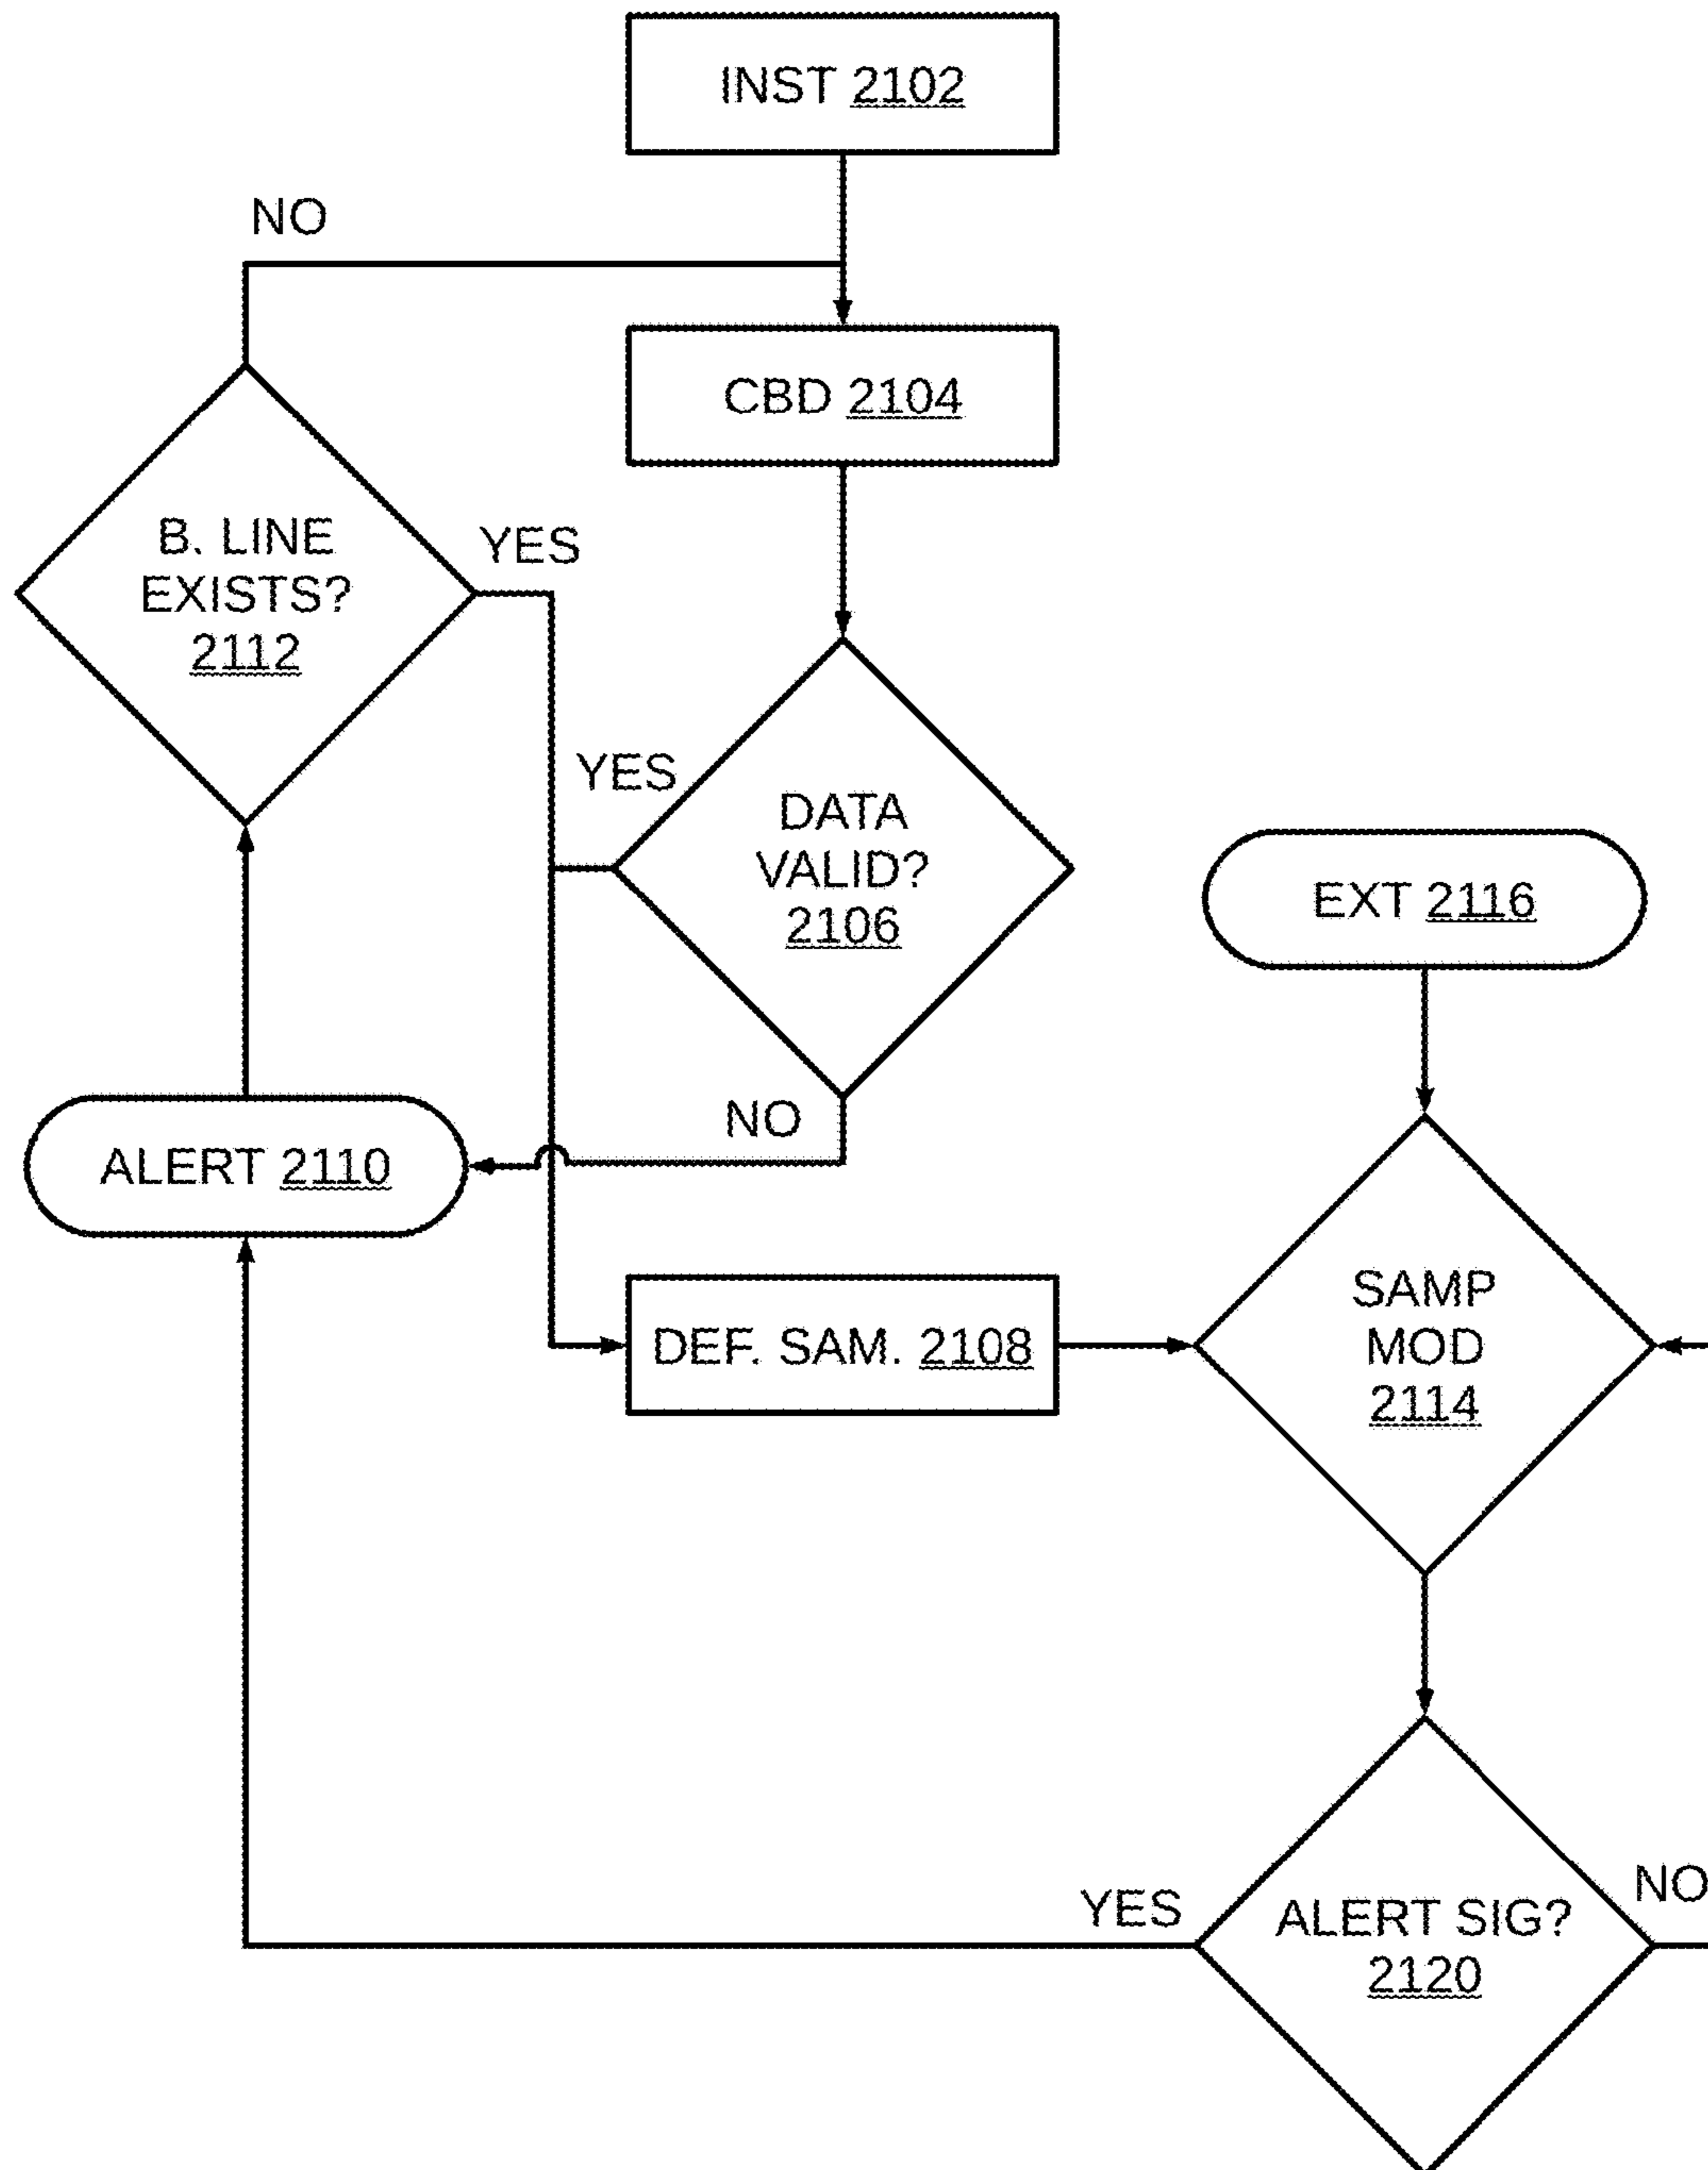 INST 2102
NO
CBD 2104
B. LINE
EXISTS?
2112
YES
YES
DATA
VALID?
2106
EXT 2116
NO
ALERT 2110
SAMP
MOD
2114
DEF. SAM. 2108
YES
NO
ALERT SIG?
2120